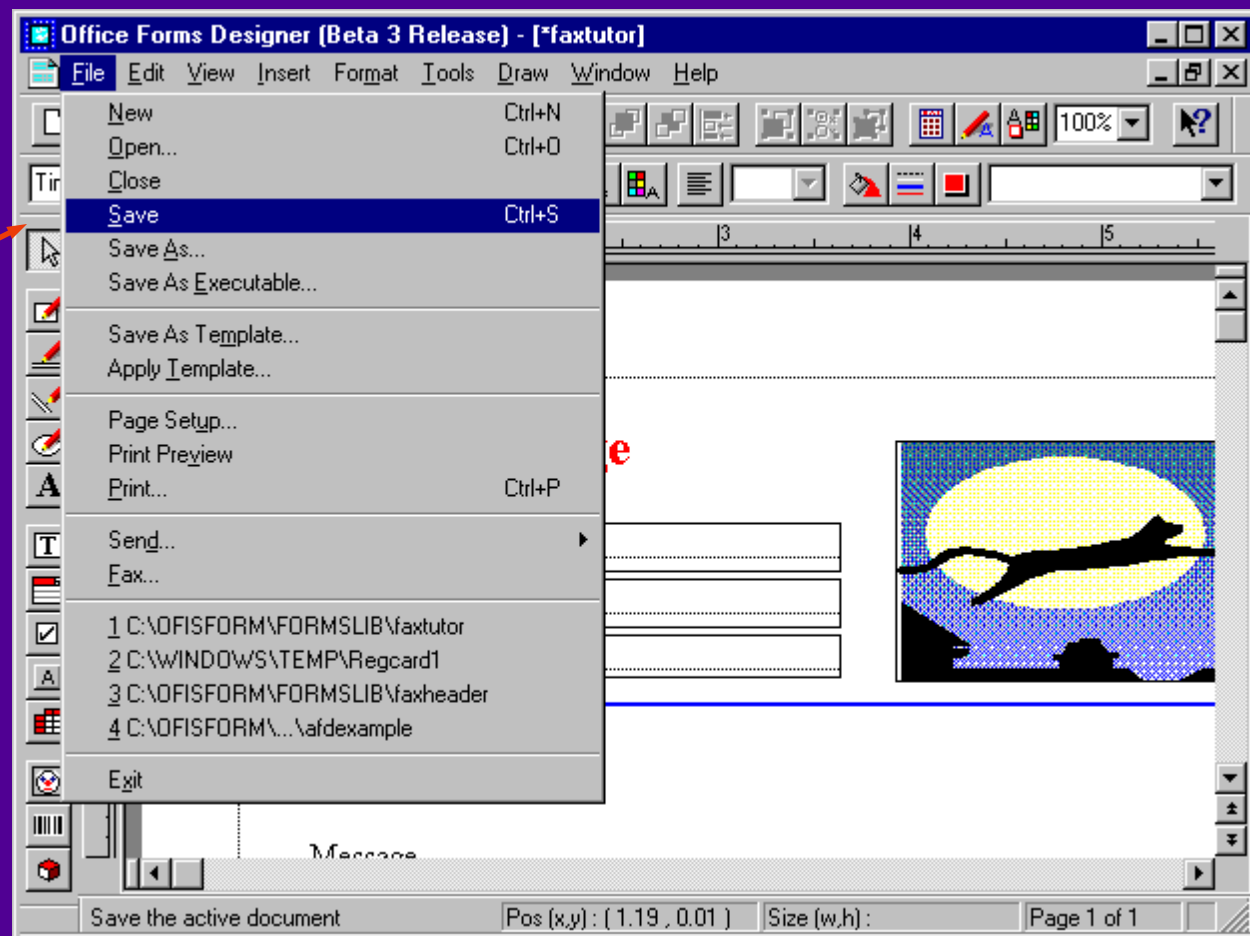 Office Forms Designer (Beta 3 Release) - [*faxtutor]
File Edit View Insert Format Tools Draw Window Help
New Ctrl+N
Open... Ctrl+O
100%
Close
Save Ctrl+S
Save As...
3 4 5
Save As Executable...
Save As Template...
Apply Template...
Page Setup...
Print Preview
Print... Ctrl+P
Send...
Fax...
1 C:\OFISFORM\FORMSLIB\faxtutor
2 C:\WINDOWS\TEMP\Regcard1
3 C:\OFISFORM\FORMSLIB\faxheader
4 C:\OFISFORM\...\afdexample
Exit
Message
Save the active document Pos (x,y) : ( 1.19 , 0.01 ) Size (w,h) : Page 1 of 1